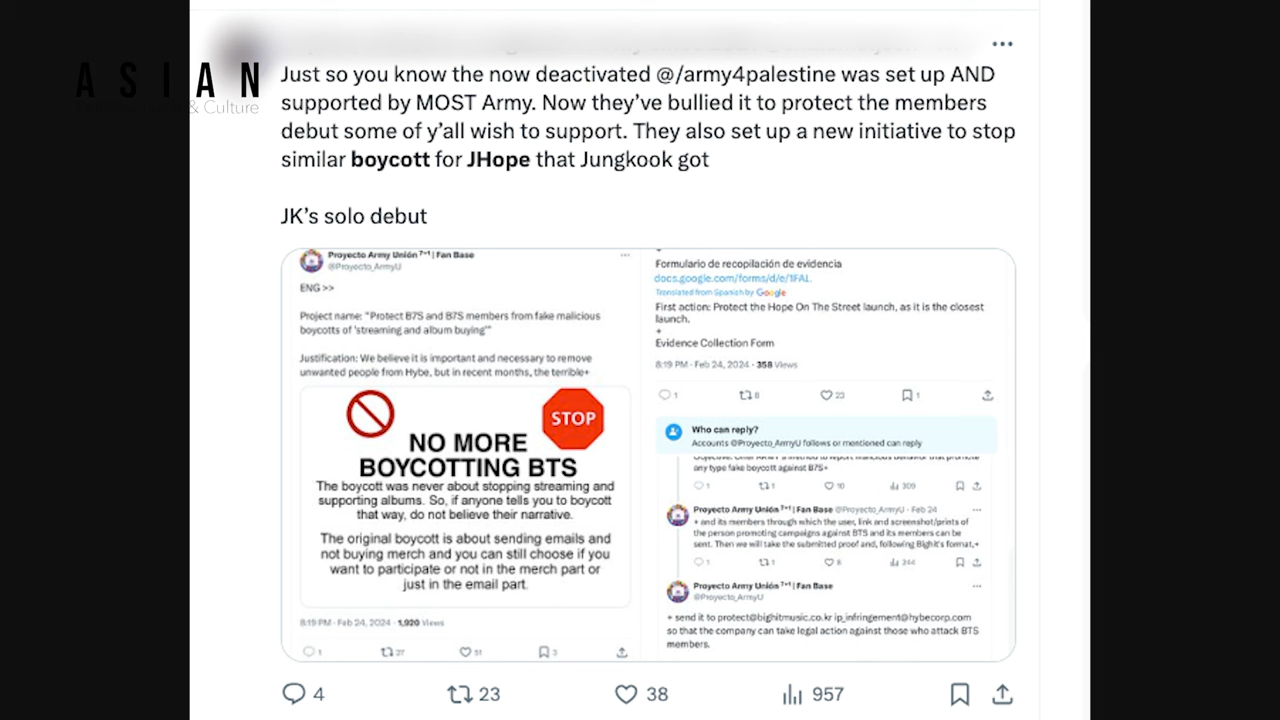 ASIAN
& Culture
Just so you know the now deactivated @/army4palestine was set up AND
supported by MOST Army. Now they’ve bullied it to protect the members
debut some of y’all wish to support. They also set up a new initiative to stop
similar boycott for JHope that Jungkook got
JK’s solo debut
Proyecto Army Unión 7+1 | Fan Base
@Proyecto_ArmyU
ENG >>
Project name: "Protect B7S and B7S members from fake malicious
boycotts of 'streaming and album buying'"
Justification: We believe it is important and necessary to remove
unwanted people from Hybe, but in recent months, the terrible+
STOP
NO MORE
BOYCOTTING BTS
The boycott was never about stopping streaming and
supporting albums. So, if anyone tells you to boycott
that way, do not believe their narrative.
The original boycott is about sending emails and
not buying merch and you can still choose if you
want to participate or not in the merch part or
just in the email part.
8:19 PM · Feb 24, 2024 · 1,920 Views
1 27 51 3
Formulario de recopilación de evidencia
docs.google.com/forms/d/e/1FAI..
Translated from Spanish by Google
First action: Protect the Hope On The Street launch, as it is the closest
launch.
+
Evidence Collection Form
8:19 PM · Feb 24, 2024 · 358 Views
1 8 23 1
Who can reply?
Accounts @Proyecto_ArmyU follows or mentioned can reply
any type fake boycott against B7S+
1 1 10 309
Proyecto Army Unión 7+1 | Fan Base @Proyecto_ArmyU · Feb 24
+ and its members through which the user, link and screenshot/prints of
the person promoting campaigns against BTS and its members can be
sent. Then we will take the submitted proof and, following Bighit's format,+
1 1 8 244
Proyecto Army Unión 7+1 | Fan Base
@Proyecto_ArmyU
+ send it to protect@bighitmusic.co.kr ip_infringement@hybecorp.com
so that the company can take legal action against those who attack BTS
members.
4 23 38 957